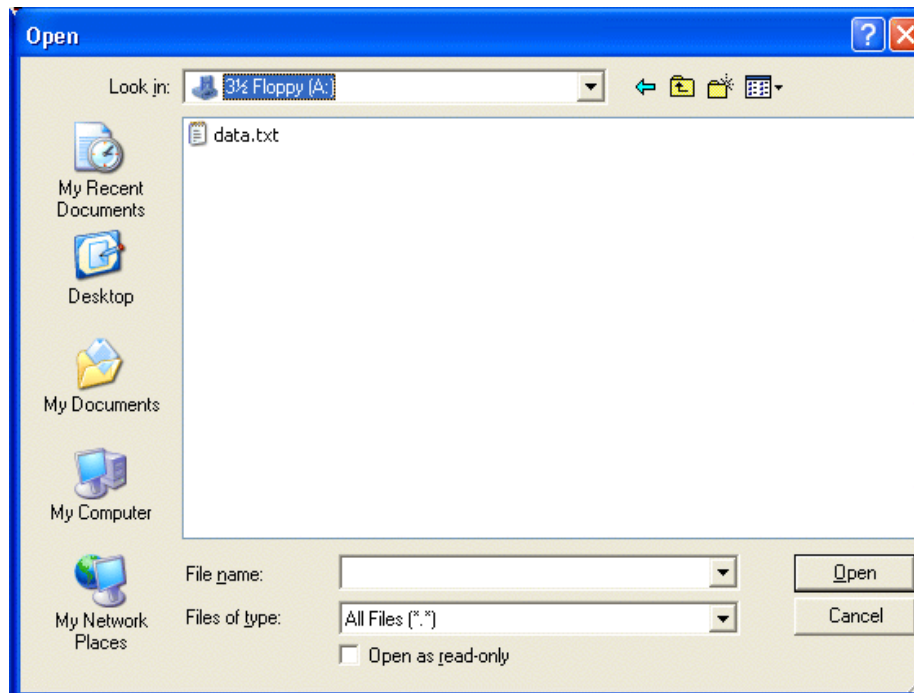 Open
Look in: 3½ Floppy (A:)
data.txt
My Recent
Documents
Desktop
My Documents
My Computer
My Network
Places
File name:
Open
Files of type: All Files (*.*)
Cancel
Open as read-only